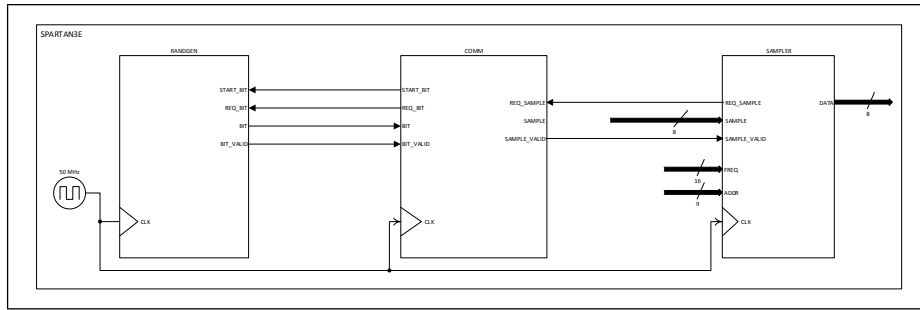 SPARTAN3E
RANDGEN
COMM
SAMPLER
START_BIT
START_BIT
REQ_BIT
REQ_BIT
REQ_SAMPLE
REQ_SAMPLE
DATA
8
BIT
BIT
SAMPLE
SAMPLE
8
BIT_VALID
BIT_VALID
SAMPLE_VALID
SAMPLE_VALID
50 MHz
FREQ
16
ADDR
9
CLK
CLK
CLK